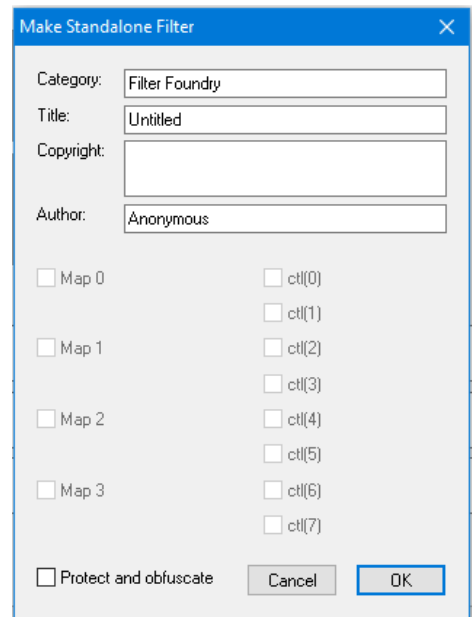 Make Standalone Filter
Category: Filter Foundry
Title: Untitled
Copyright:
Author: Anonymous
Map 0 ctl(0)
ctl(1)
Map 1 ctl(2)
ctl(3)
Map 2 ctl(4)
ctl(5)
Map 3 ctl(6)
ctl(7)
Protect and obfuscate Cancel OK